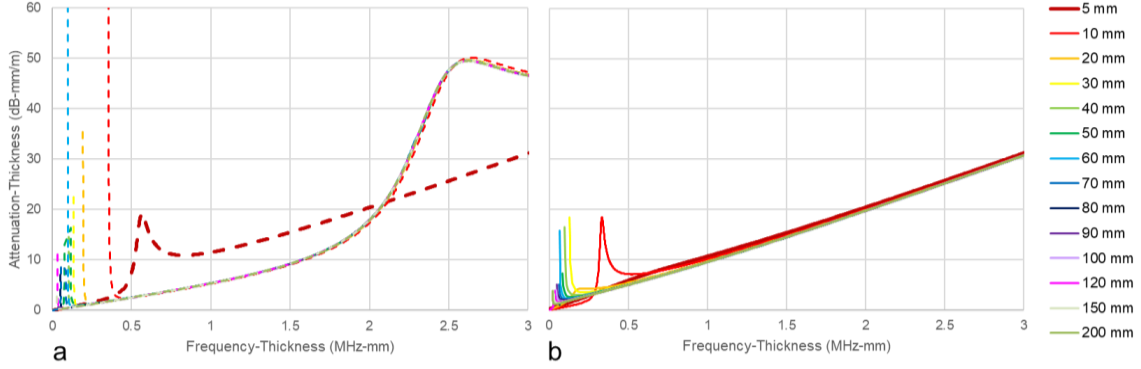 60
50
40
30
20
10
0
Attenuation-Thickness (dB-mm/m)
0 0.5 1 1.5 2 2.5 3
Frequency-Thickness (MHz-mm)
a
0 0.5 1 1.5 2 2.5 3
Frequency-Thickness (MHz-mm)
b
5 mm
10 mm
20 mm
30 mm
40 mm
50 mm
60 mm
70 mm
80 mm
90 mm
100 mm
120 mm
150 mm
200 mm